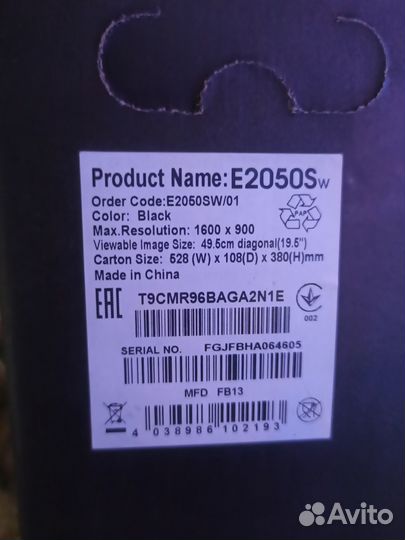 Product Name:E2050Sw
Order Code:E2050SW/01
Color: Black
Max.Resolution: 1600 x 900
Viewable Image Size: 49.5cm diagonal(19.5")
Carton Size: 528 (W) x 108(D) x 380(H)mm
Made in China
PAP
EAC T9CMR96BAGA2N1E
002
SERIAL NO. FGJFBHA064605
MFD FB13
4 038986 102193
Avito